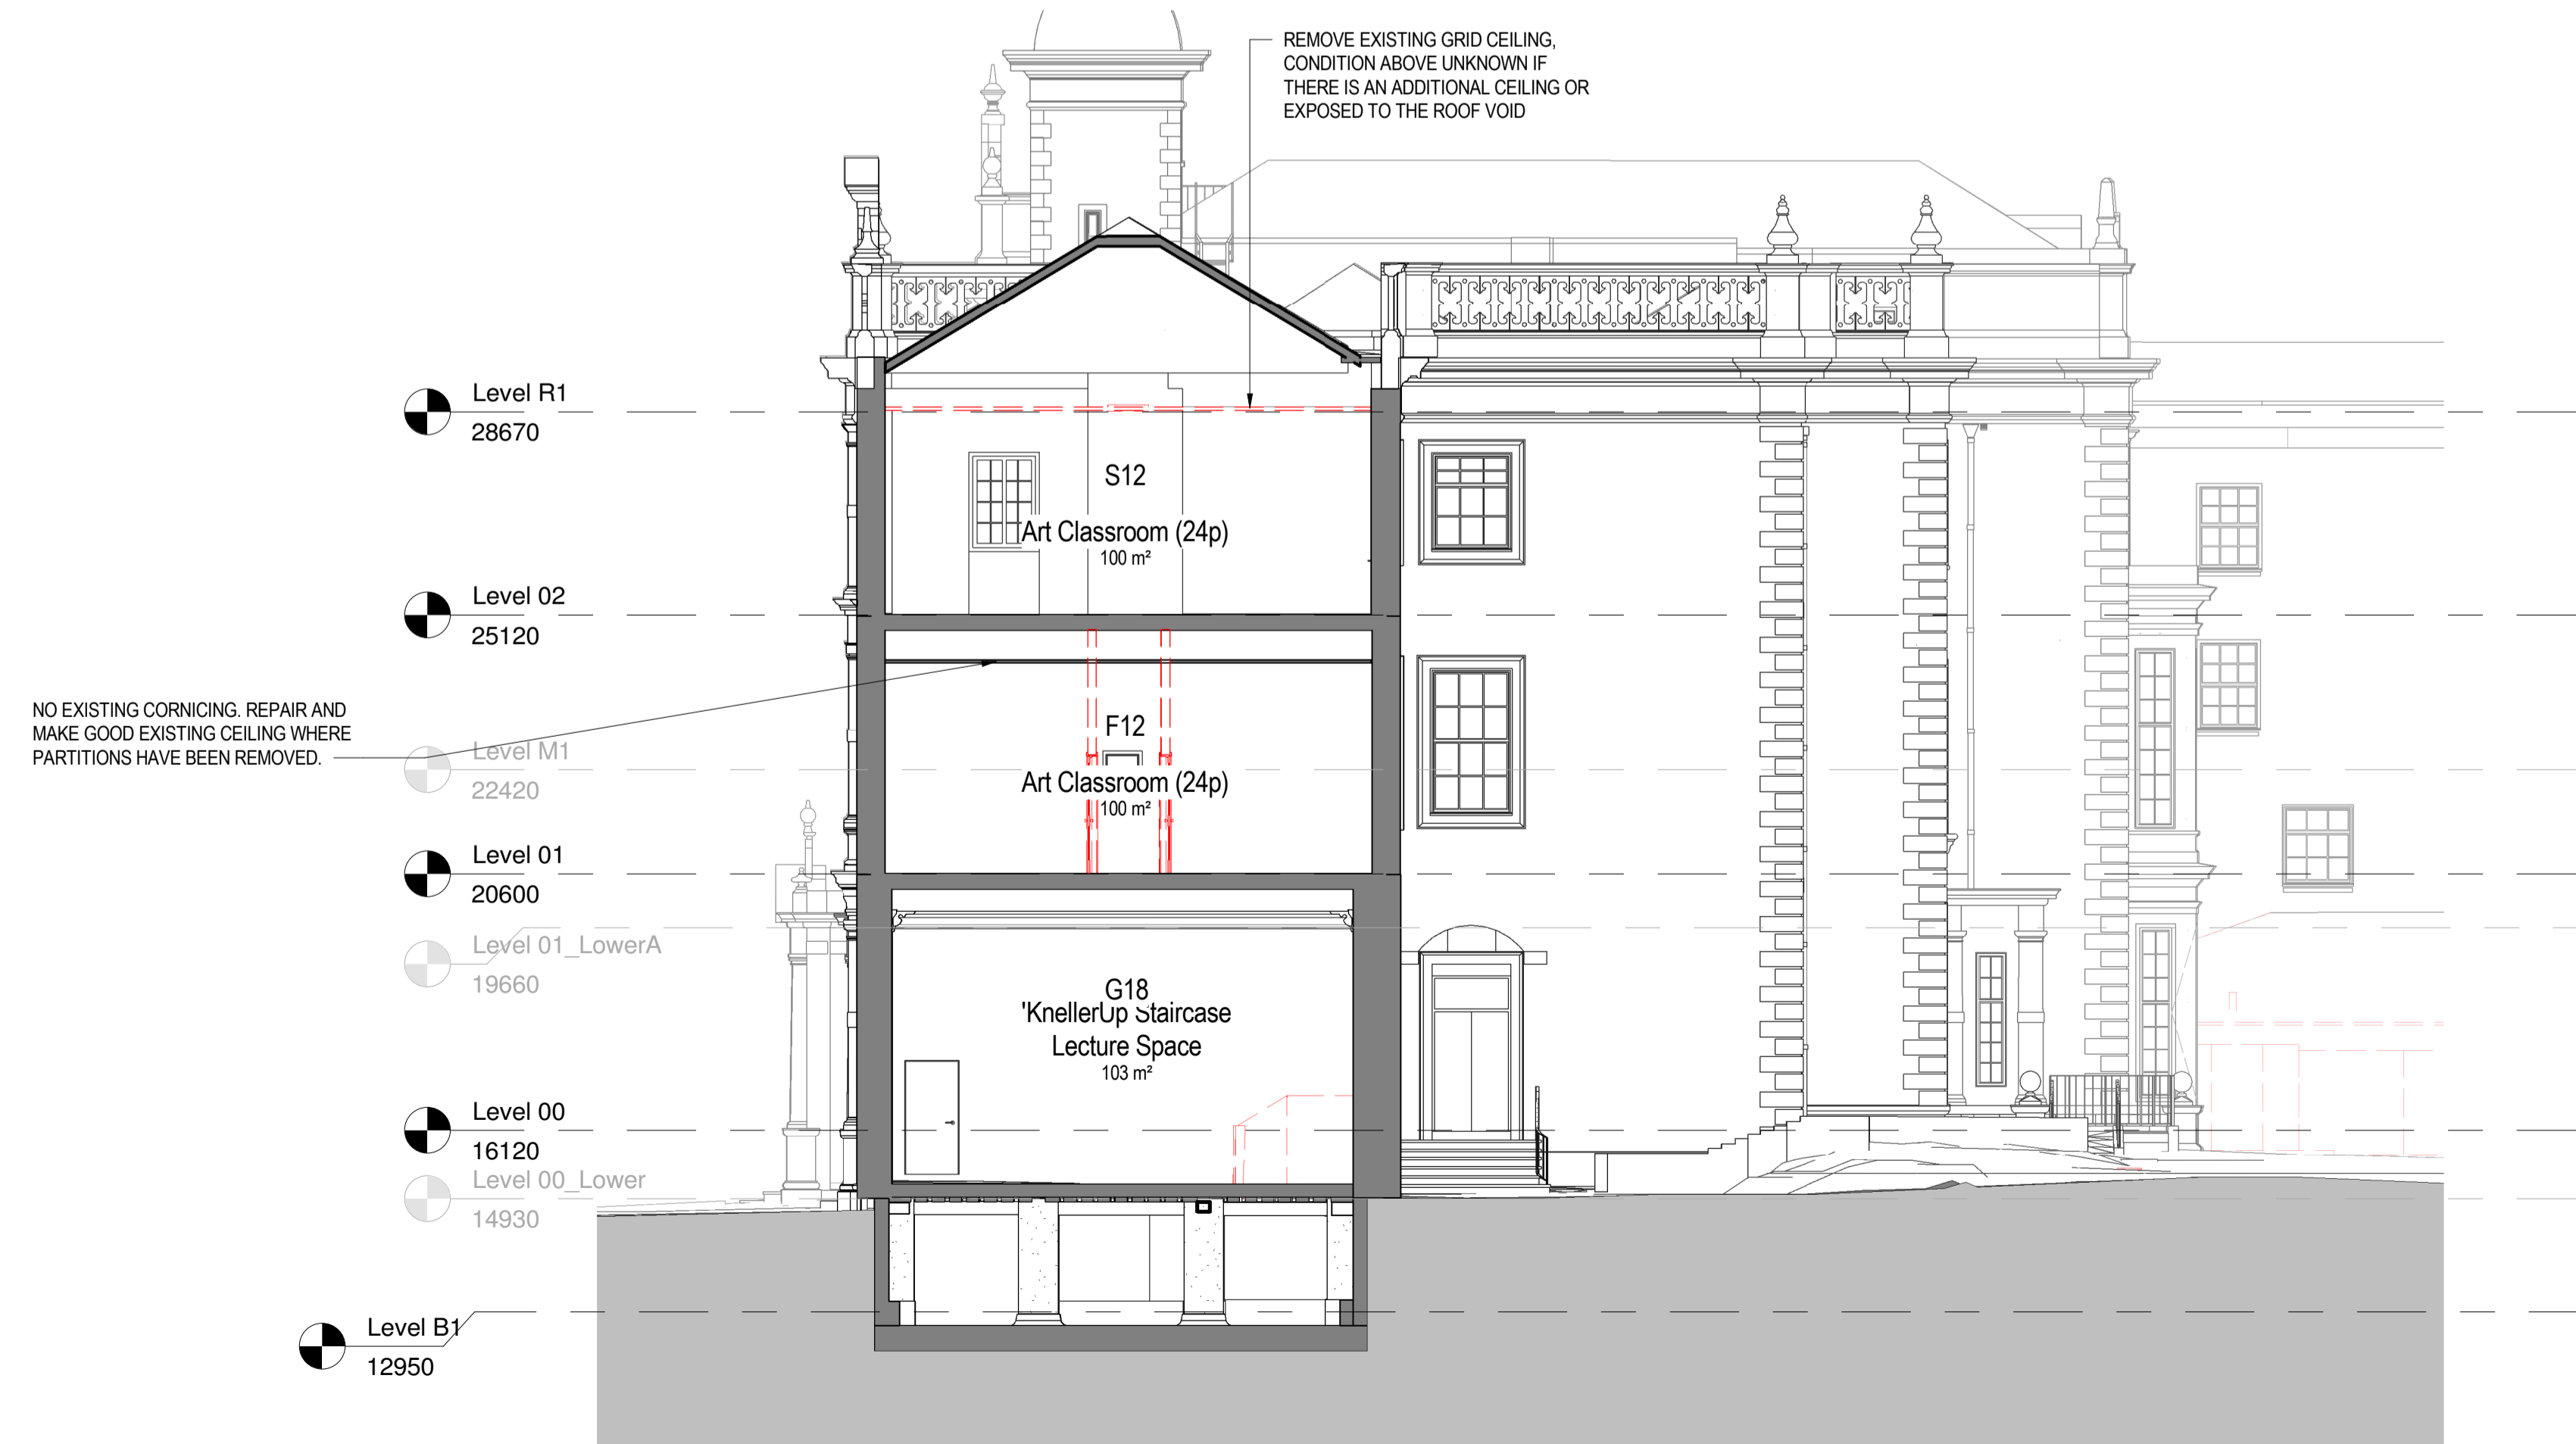 REMOVE EXISTING GRID CEILING,
CONDITION ABOVE UNKNOWN IF
THERE IS AN ADDITIONAL CEILING OR
EXPOSED TO THE ROOF VOID
Level R1
28670
S12
Art Classroom (24p)
100 m²
Level 02
25120
NO EXISTING CORNICING. REPAIR AND
MAKE GOOD EXISTING CEILING WHERE
PARTITIONS HAVE BEEN REMOVED.
Level M1
22420
F12
Art Classroom (24p)
100 m²
Level 01
20600
Level 01_LowerA
19660
G18
'KnellerUp Staircase
Lecture Space
103 m²
Level 00
16120
Level 00_Lower
14930
Level B1
12950